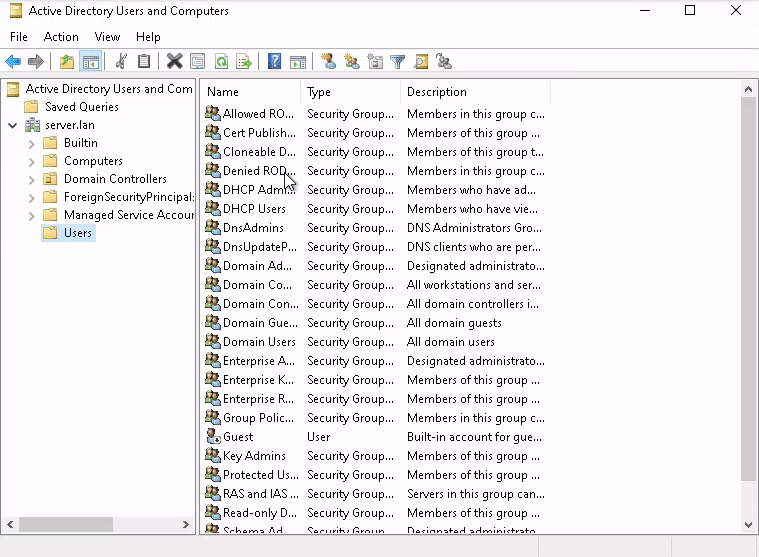 Active Directory Users and Computers
File Action View Help
Active Directory Users and Com
Saved Queries
server.lan
Builtin
Computers
Domain Controllers
ForeignSecurityPrincipal:
Managed Service Accour
Users
Name Type Description
Allowed RO... Security Group... Members in this group c...
Cert Publish... Security Group... Members of this group ...
Cloneable D... Security Group... Members of this group t...
Denied ROD... Security Group... Members in this group c...
DHCP Admi... Security Group... Members who have ad...
DHCP Users Security Group... Members who have vie...
DnsAdmins Security Group... DNS Administrators Gro...
DnsUpdateP... Security Group... DNS clients who are per...
Domain Ad... Security Group... Designated administrato...
Domain Co... Security Group... All workstations and ser...
Domain Con... Security Group... All domain controllers i...
Domain Gue... Security Group... All domain guests
Domain Users Security Group... All domain users
Enterprise A... Security Group... Designated administrato...
Enterprise K... Security Group... Members of this group ...
Enterprise R... Security Group... Members of this group ...
Group Polic... Security Group... Members in this group c...
Guest User Built-in account for gue...
Key Admins Security Group... Members of this group ...
Protected Us... Security Group... Members of this group ...
RAS and IAS ... Security Group... Servers in this group can...
Read-only D... Security Group... Members of this group ...
Schema Ad... Security Group... Designated administrato...